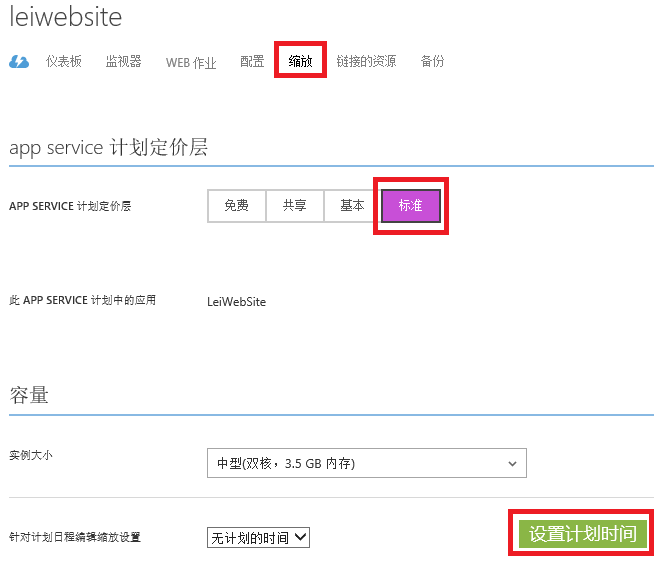 leiwebsite
仪表板 监视器 WEB 作业 配置 缩放 链接的资源 备份
app service 计划定价层
APP SERVICE 计划定价层 免费 共享 基本 标准
此 APP SERVICE 计划中的应用 LeiWebSite
容量
实例大小 中型(双核，3.5 GB 内存)
针对计划日程编辑缩放设置 无计划的时间 设置计划时间